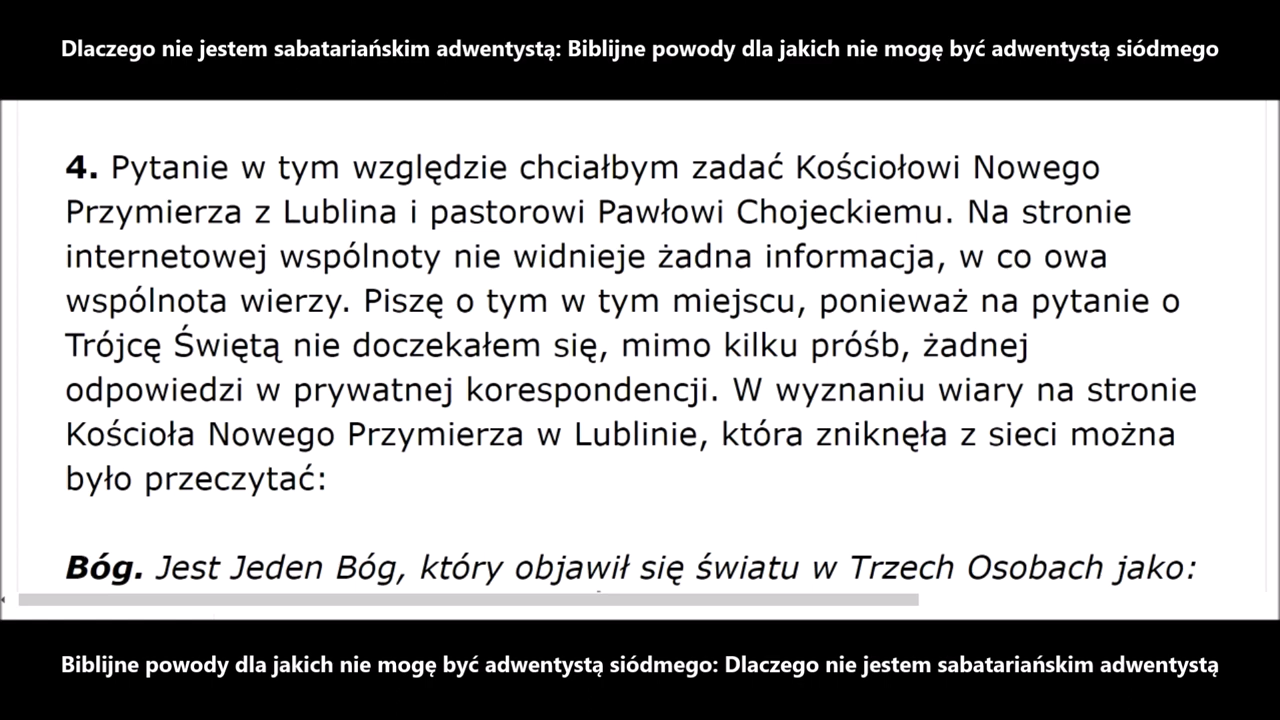 Dlaczego nie jestem sabatariańskim adwentystą: Biblijne powody dla jakich nie mogę być adwentystą siódmego
4. Pytanie w tym względzie chciałbym zadać Kościołowi Nowego
Przymierza z Lublina i pastorowi Pawłowi Chojeckiemu. Na stronie
internetowej wspólnoty nie widnieje żadna informacja, w co owa
wspólnota wierzy. Piszę o tym w tym miejscu, ponieważ na pytanie o
Trójcę Świętą nie doczekałem się, mimo kilku próśb, żadnej
odpowiedzi w prywatnej korespondencji. W wyznaniu wiary na stronie
Kościoła Nowego Przymierza w Lublinie, która zniknęła z sieci można
było przeczytać:
Bóg. Jest Jeden Bóg, który objawił się światu w Trzech Osobach jako:
Biblijne powody dla jakich nie mogę być adwentystą siódmego: Dlaczego nie jestem sabatariańskim adwentystą